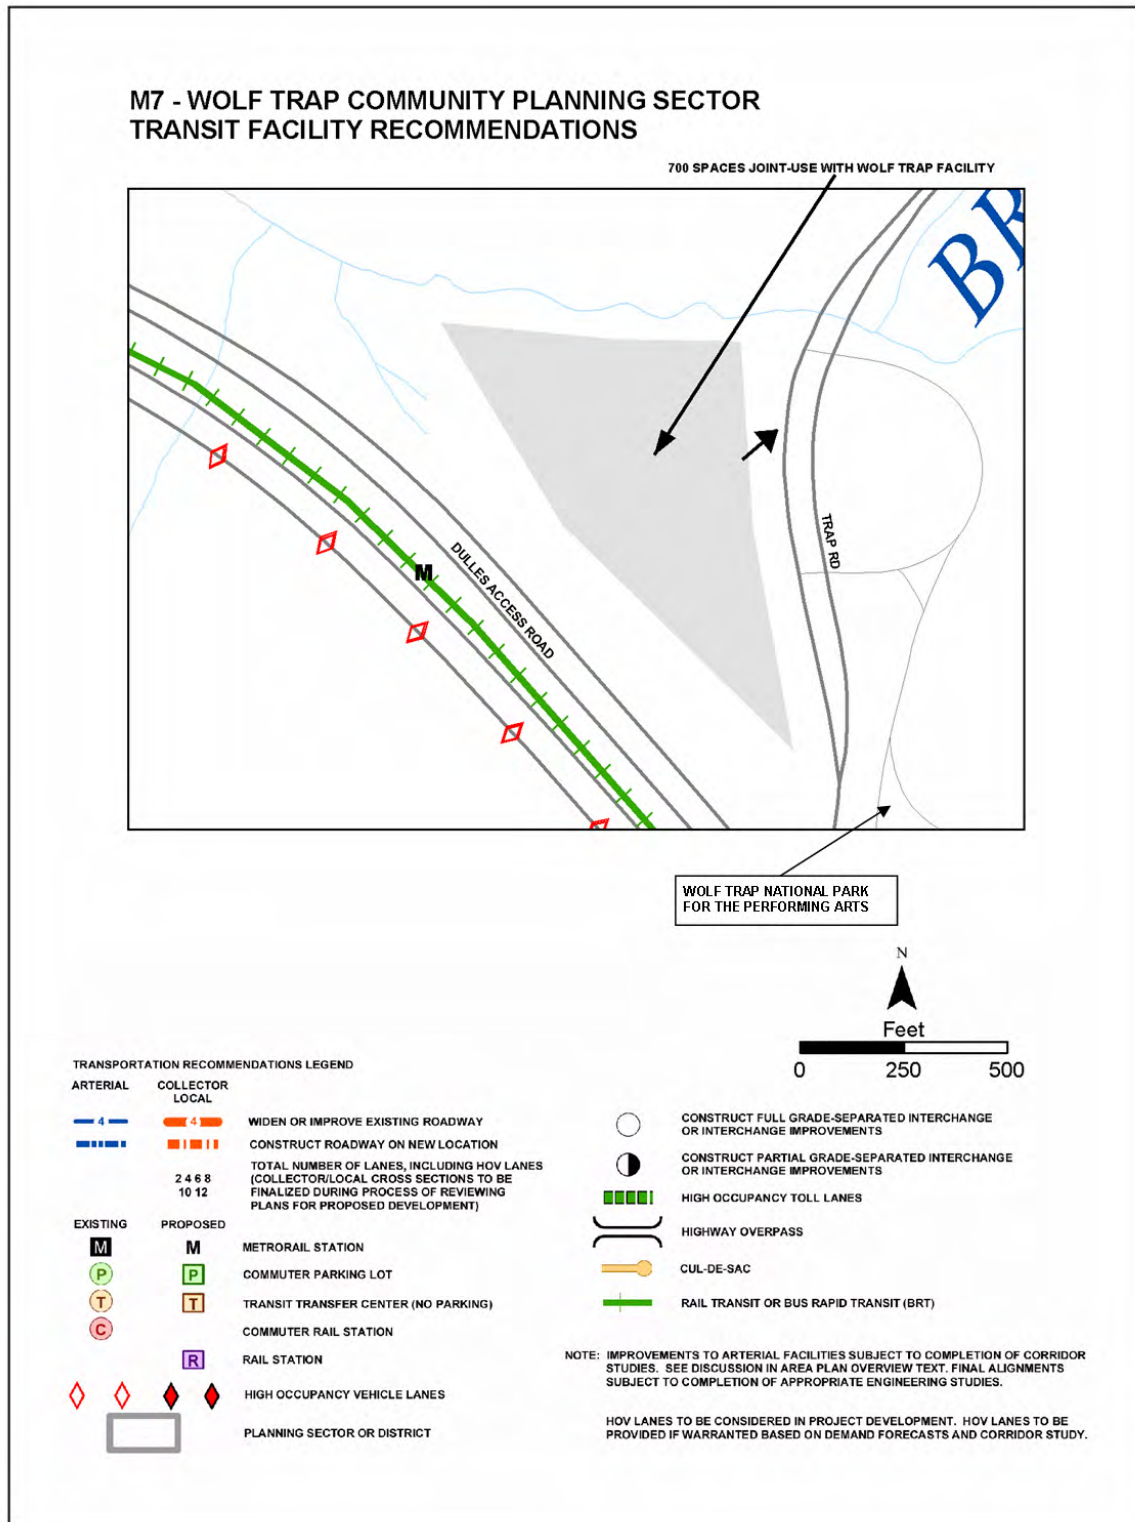 M7 - WOLF TRAP COMMUNITY PLANNING SECTOR
TRANSIT FACILITY RECOMMENDATIONS
700 SPACES JOINT-USE WITH WOLF TRAP FACILITY
BR
TRAP RD
M
DULLES ACCESS ROAD
WOLF TRAP NATIONAL PARK
FOR THE PERFORMING ARTS
N
Feet
0 250 500
TRANSPORTATION RECOMMENDATIONS LEGEND
ARTERIAL COLLECTOR
LOCAL
4 4 WIDEN OR IMPROVE EXISTING ROADWAY
CONSTRUCT ROADWAY ON NEW LOCATION
TOTAL NUMBER OF LANES, INCLUDING HOV LANES
2 4 6 8 (COLLECTOR/LOCAL CROSS SECTIONS TO BE
10 12 FINALIZED DURING PROCESS OF REVIEWING
PLANS FOR PROPOSED DEVELOPMENT)
EXISTING PROPOSED
M M METRORAIL STATION
P P COMMUTER PARKING LOT
T T TRANSIT TRANSFER CENTER (NO PARKING)
C COMMUTER RAIL STATION
R RAIL STATION
HIGH OCCUPANCY VEHICLE LANES
PLANNING SECTOR OR DISTRICT
CONSTRUCT FULL GRADE-SEPARATED INTERCHANGE
OR INTERCHANGE IMPROVEMENTS
CONSTRUCT PARTIAL GRADE-SEPARATED INTERCHANGE
OR INTERCHANGE IMPROVEMENTS
HIGH OCCUPANCY TOLL LANES
HIGHWAY OVERPASS
CUL-DE-SAC
RAIL TRANSIT OR BUS RAPID TRANSIT (BRT)
NOTE: IMPROVEMENTS TO ARTERIAL FACILITIES SUBJECT TO COMPLETION OF CORRIDOR
STUDIES. SEE DISCUSSION IN AREA PLAN OVERVIEW TEXT. FINAL ALIGNMENTS
SUBJECT TO COMPLETION OF APPROPRIATE ENGINEERING STUDIES.
HOV LANES TO BE CONSIDERED IN PROJECT DEVELOPMENT. HOV LANES TO BE
PROVIDED IF WARRANTED BASED ON DEMAND FORECASTS AND CORRIDOR STUDY.